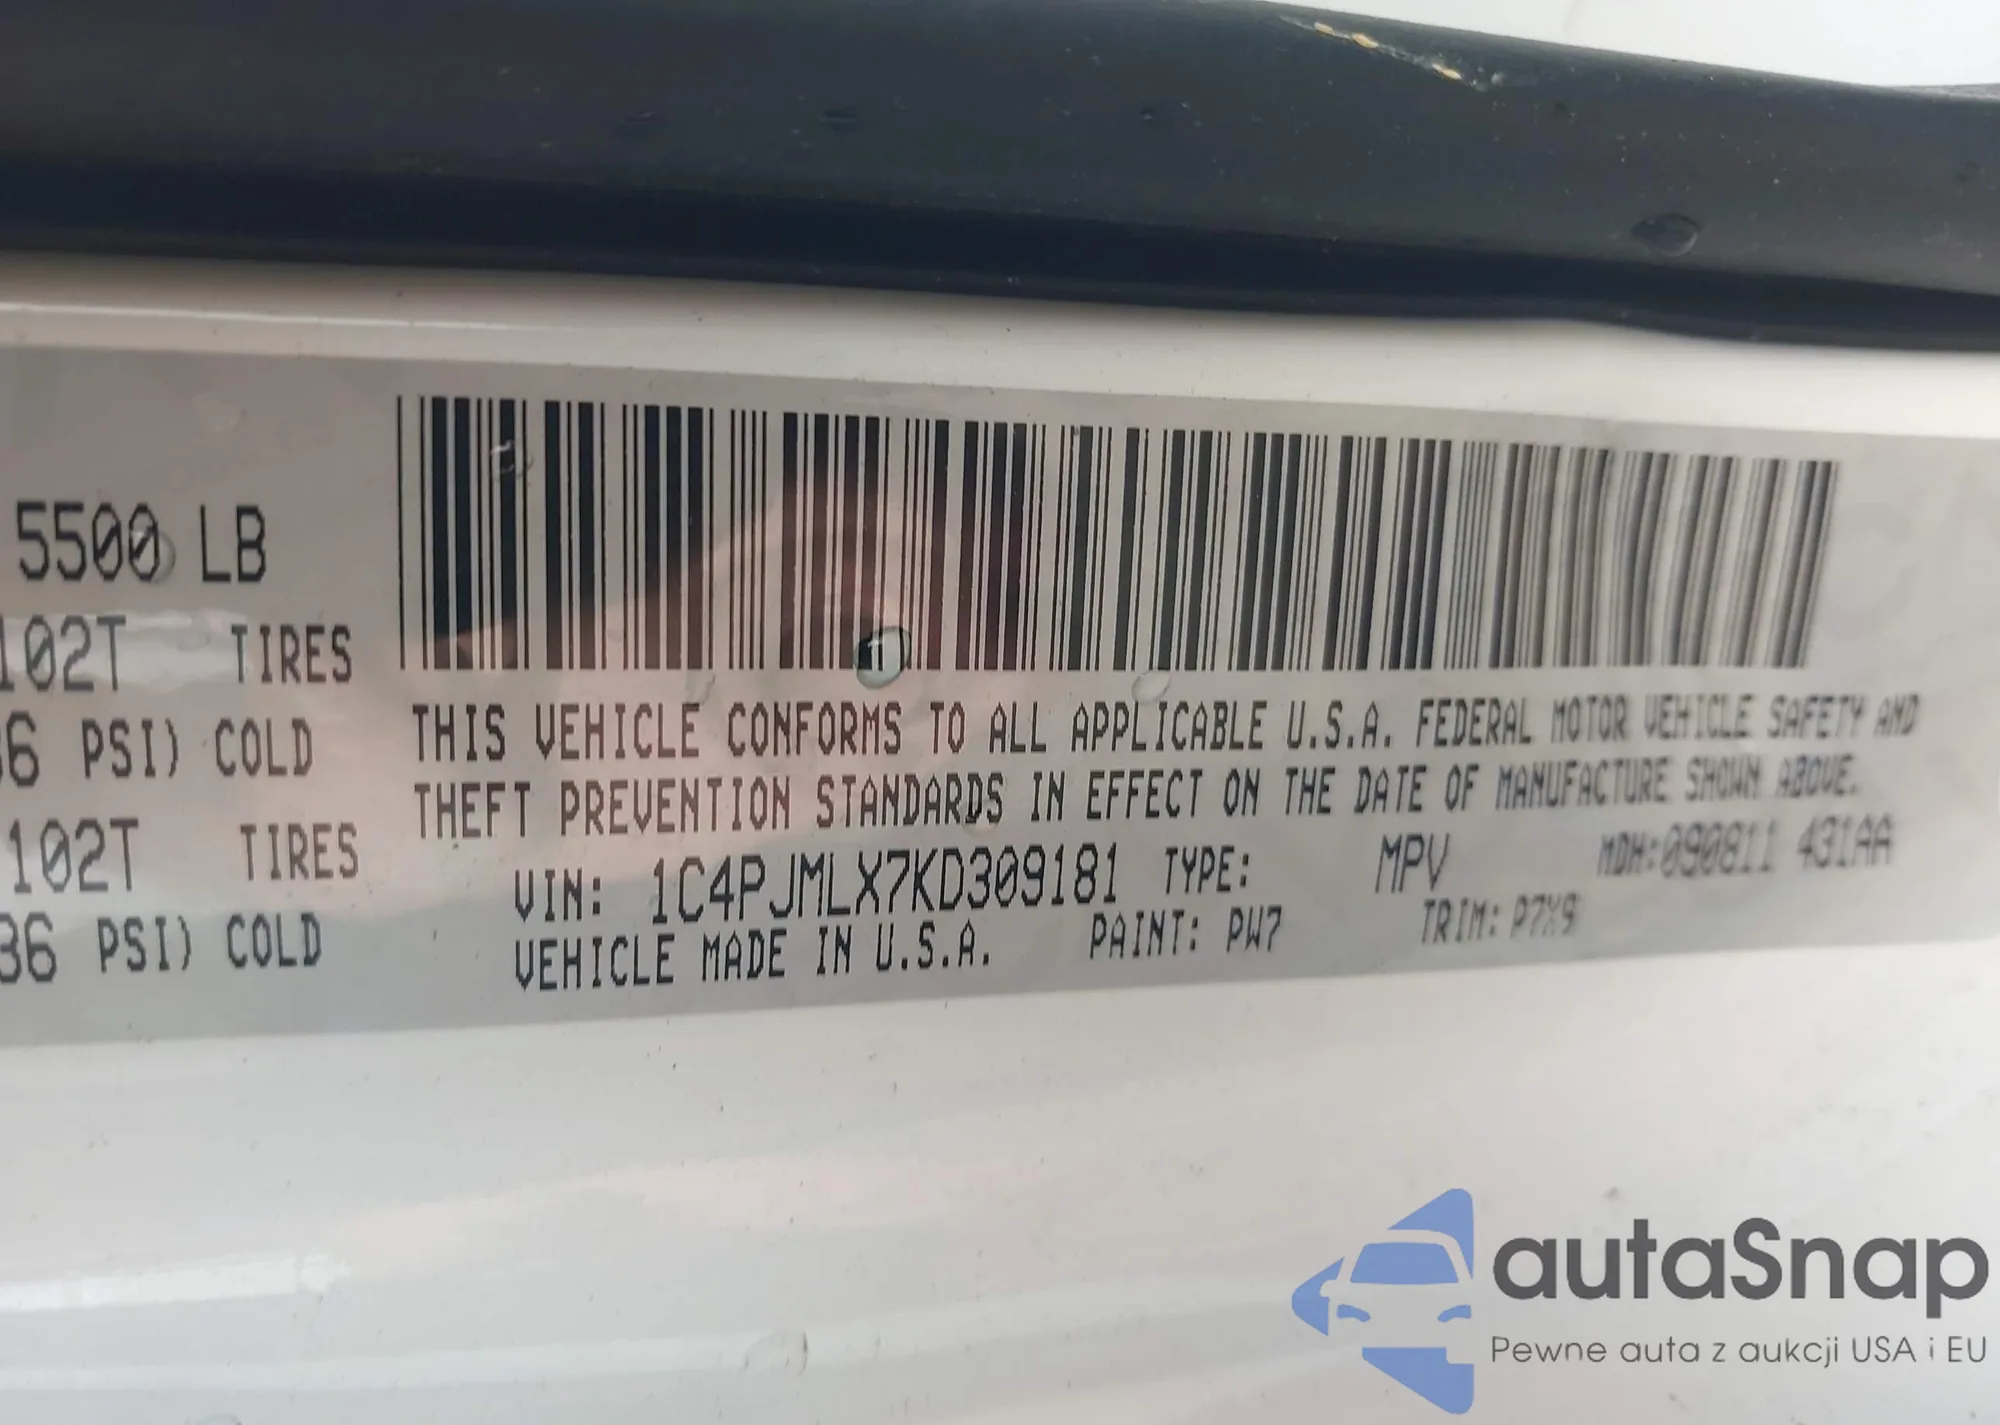 5500 LB
102T TIRES
36 PSI) COLD
102T TIRES
36 PSI) COLD
THIS VEHICLE CONFORMS TO ALL APPLICABLE U.S.A. FEDERAL MOTOR VEHICLE SAFETY AND
THEFT PREVENTION STANDARDS IN EFFECT ON THE DATE OF MANUFACTURE SHOWN ABOVE.
VIN: 1C4PJMLX7KD309181 TYPE: MPV MDH:090811 431AA
VEHICLE MADE IN U.S.A. PAINT: PW7 TRIM: P7X9
autaSnap
Pewne auta z aukcji USA i EU